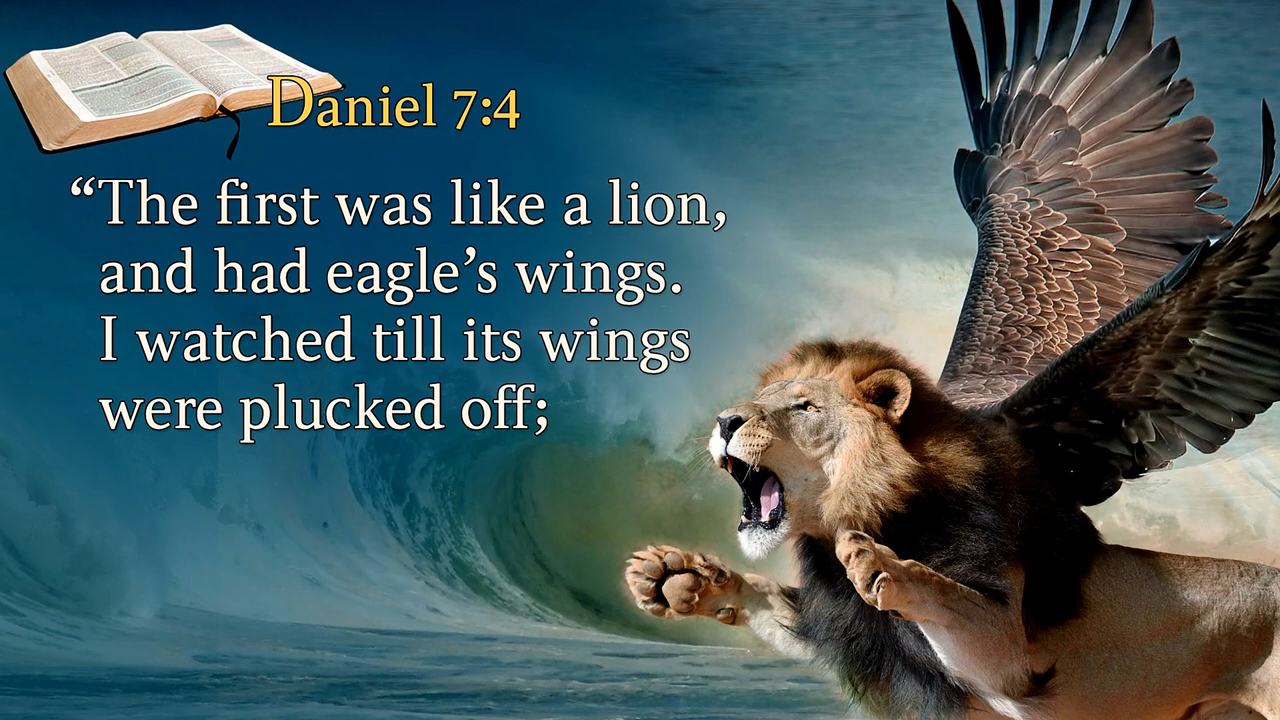 Daniel 7:4
“The first was like a lion,
and had eagle’s wings.
I watched till its wings
were plucked off;